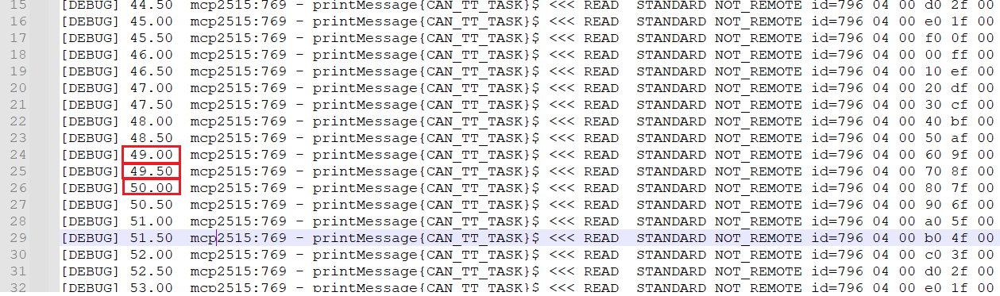 15 [DEBUG] 44.50 mcp2515:769 - printMessage{CAN_TT_TASK}$ <<< READ STANDARD NOT_REMOTE id=796 04 00 d0 2f 00
16 [DEBUG] 45.00 mcp2515:769 - printMessage{CAN_TT_TASK}$ <<< READ STANDARD NOT_REMOTE id=796 04 00 e0 1f 00
17 [DEBUG] 45.50 mcp2515:769 - printMessage{CAN_TT_TASK}$ <<< READ STANDARD NOT_REMOTE id=796 04 00 f0 0f 00
18 [DEBUG] 46.00 mcp2515:769 - printMessage{CAN_TT_TASK}$ <<< READ STANDARD NOT_REMOTE id=796 04 00 00 ff 00
19 [DEBUG] 46.50 mcp2515:769 - printMessage{CAN_TT_TASK}$ <<< READ STANDARD NOT_REMOTE id=796 04 00 10 ef 00
20 [DEBUG] 47.00 mcp2515:769 - printMessage{CAN_TT_TASK}$ <<< READ STANDARD NOT_REMOTE id=796 04 00 20 df 00
21 [DEBUG] 47.50 mcp2515:769 - printMessage{CAN_TT_TASK}$ <<< READ STANDARD NOT_REMOTE id=796 04 00 30 cf 00
22 [DEBUG] 48.00 mcp2515:769 - printMessage{CAN_TT_TASK}$ <<< READ STANDARD NOT_REMOTE id=796 04 00 40 bf 00
23 [DEBUG] 48.50 mcp2515:769 - printMessage{CAN_TT_TASK}$ <<< READ STANDARD NOT_REMOTE id=796 04 00 50 af 00
24 [DEBUG] 49.00 mcp2515:769 - printMessage{CAN_TT_TASK}$ <<< READ STANDARD NOT_REMOTE id=796 04 00 60 9f 00
25 [DEBUG] 49.50 mcp2515:769 - printMessage{CAN_TT_TASK}$ <<< READ STANDARD NOT_REMOTE id=796 04 00 70 8f 00
26 [DEBUG] 50.00 mcp2515:769 - printMessage{CAN_TT_TASK}$ <<< READ STANDARD NOT_REMOTE id=796 04 00 80 7f 00
27 [DEBUG] 50.50 mcp2515:769 - printMessage{CAN_TT_TASK}$ <<< READ STANDARD NOT_REMOTE id=796 04 00 90 6f 00
28 [DEBUG] 51.00 mcp2515:769 - printMessage{CAN_TT_TASK}$ <<< READ STANDARD NOT_REMOTE id=796 04 00 a0 5f 00
29 [DEBUG] 51.50 mcp2515:769 - printMessage{CAN_TT_TASK}$ <<< READ STANDARD NOT_REMOTE id=796 04 00 b0 4f 00
30 [DEBUG] 52.00 mcp2515:769 - printMessage{CAN_TT_TASK}$ <<< READ STANDARD NOT_REMOTE id=796 04 00 c0 3f 00
31 [DEBUG] 52.50 mcp2515:769 - printMessage{CAN_TT_TASK}$ <<< READ STANDARD NOT_REMOTE id=796 04 00 d0 2f 00
32 [DEBUG] 53.00 mcp2515:769 - printMessage{CAN_TT_TASK}$ <<< READ STANDARD NOT_REMOTE id=796 04 00 e0 1f 00